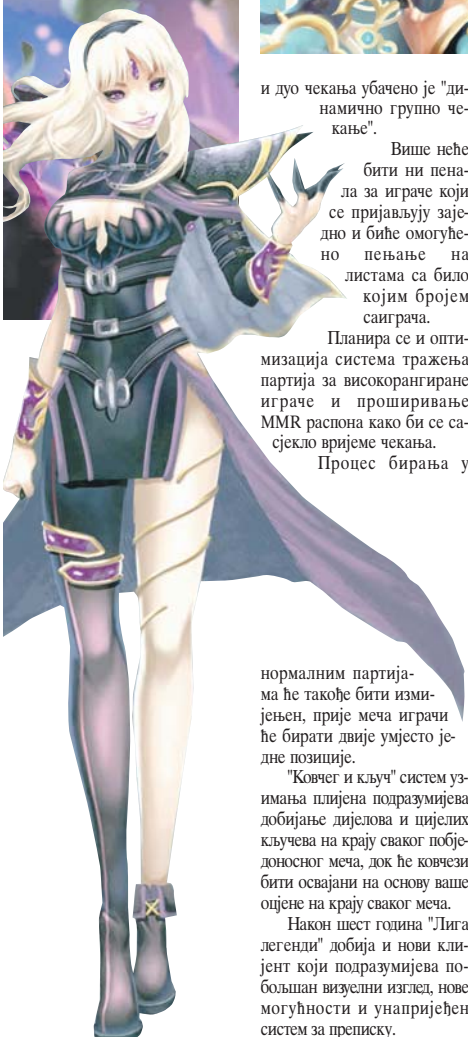 и дуо чекања убачено је "ди-
намично групно че-
кање".
Више неће
бити ни пена-
ла за играче који
се пријављују заје-
дно и биће омогуће-
но пењање на
листама са било
којим бројем
саиграча.
Планира се и опти-
мизација система тражења
партија за високорангиране
играче и проширивање
MMR распона како би се са-
сјекло вријеме чекања.
Процес бирања у
нормалним партија-
ма ће такође бити изми-
јењен, прије меча играчи
ће бирати двије умјесто је-
дне позиције.
"Ковчег и кључ" систем уз-
имања плијена подразумијева
добијање дијелова и цијелих
кључева на крају сваког побје-
доносног меча, док ће ковчези
бити освајани на основу ваше
оцјене на крају сваког меча.
Након шест година "Лига
легенди" добија и нови кли-
јент који подразумијева по-
бољшан визуелни изглед, нове
могућности и унапријеђен
систем за преписку.